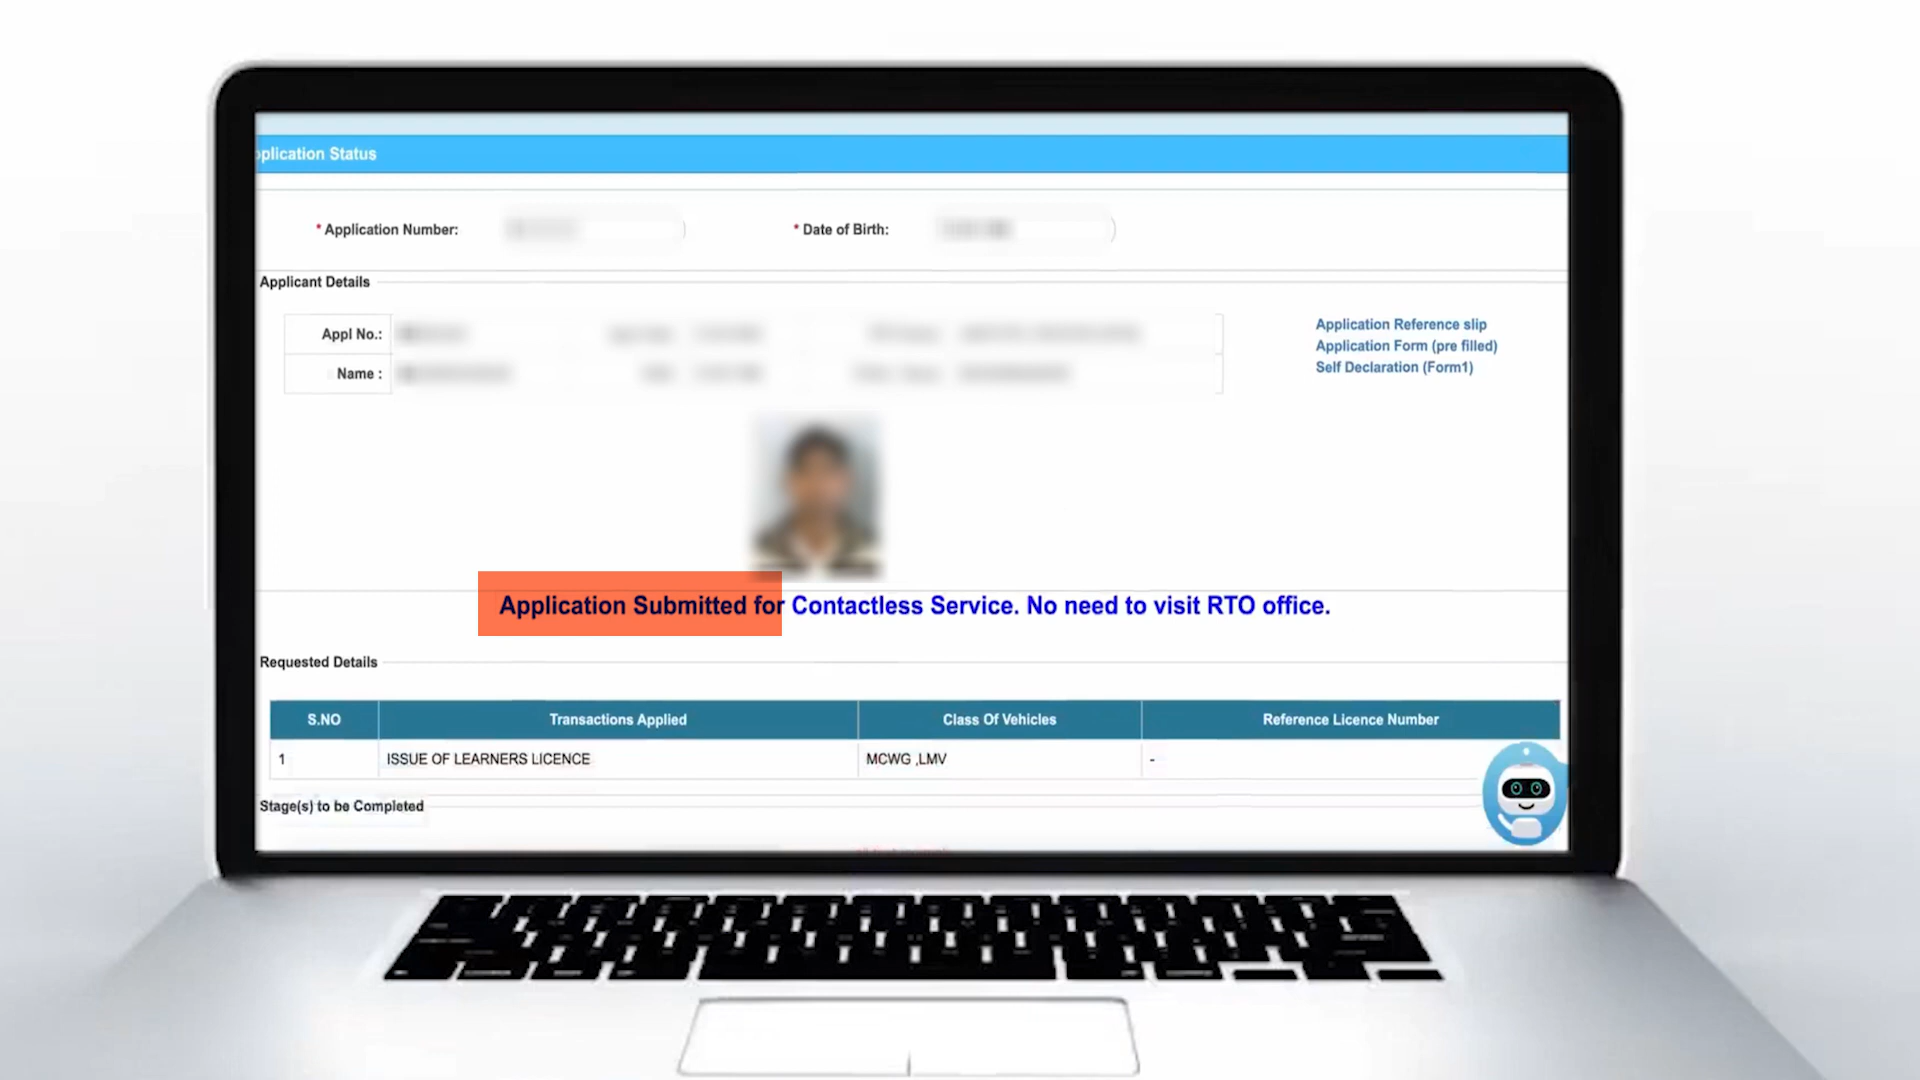 pplication Status
* Application Number:
* Date of Birth:
Applicant Details
Appl No.:
Name :
Application Reference slip
Application Form (pre filled)
Self Declaration (Form1)
Application Submitted for Contactless Service. No need to visit RTO office.
Requested Details
S.NO Transactions Applied Class Of Vehicles Reference Licence Number
1 ISSUE OF LEARNERS LICENCE MCWG ,LMV -
Stage(s) to be Completed